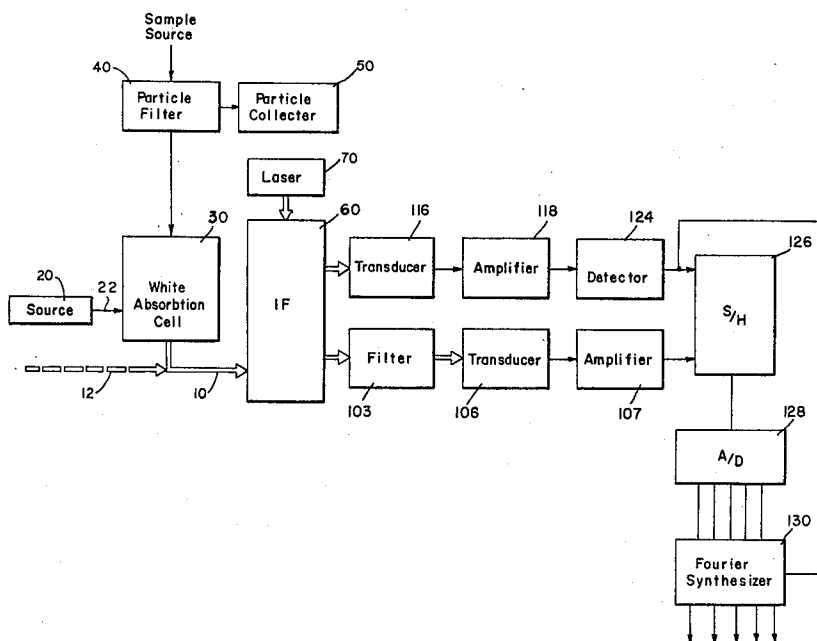 Sample
Source
40
50
Particle
Filter
Particle
Collecter
70
Laser
30
60
116
118
124
126
White
Absorbtion
Cell
20
22
Source
IF
Transducer
Amplifier
Detector
S/H
Filter
Transducer
Amplifier
12
10
103
106
107
128
A/D
130
Fourier
Synthesizer